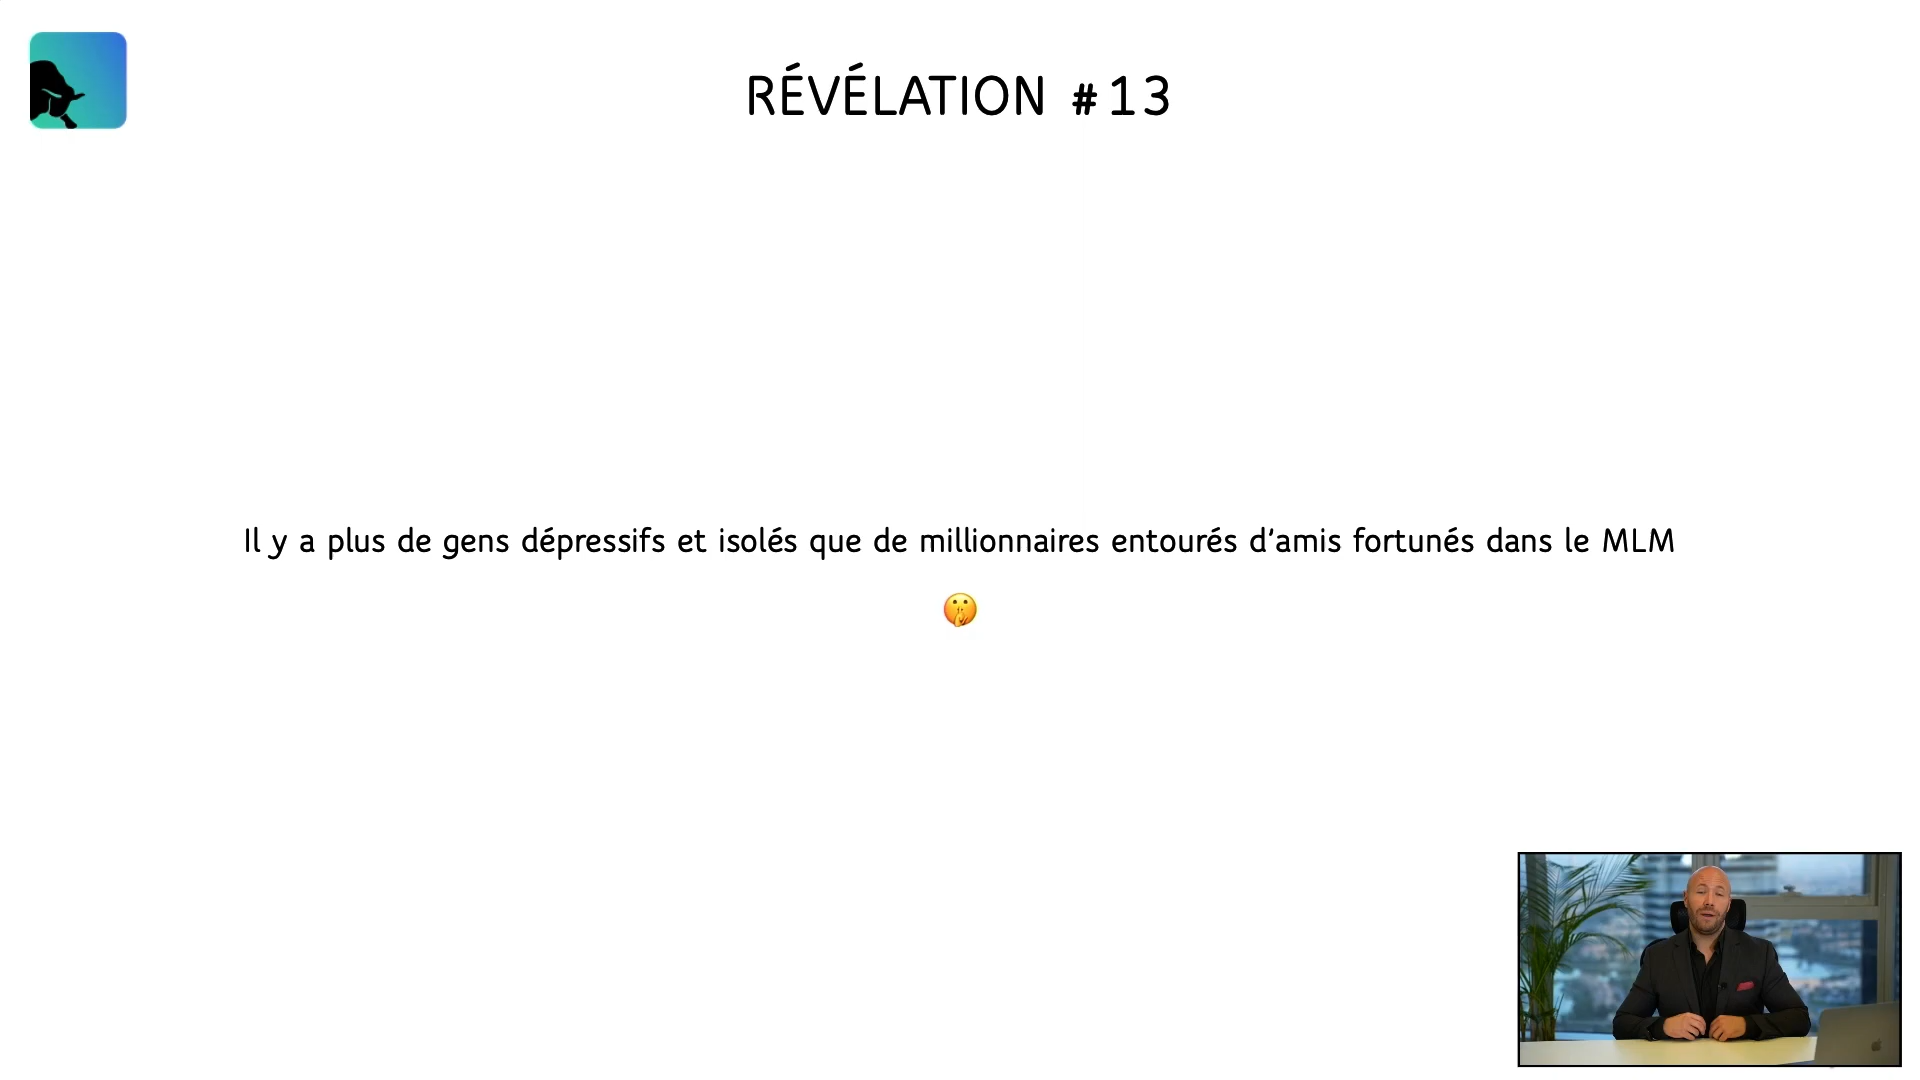 RÉVÉLATION #13
Il y a plus de gens dépressifs et isolés que de millionnaires entourés d’amis fortunés dans le MLM
🤫